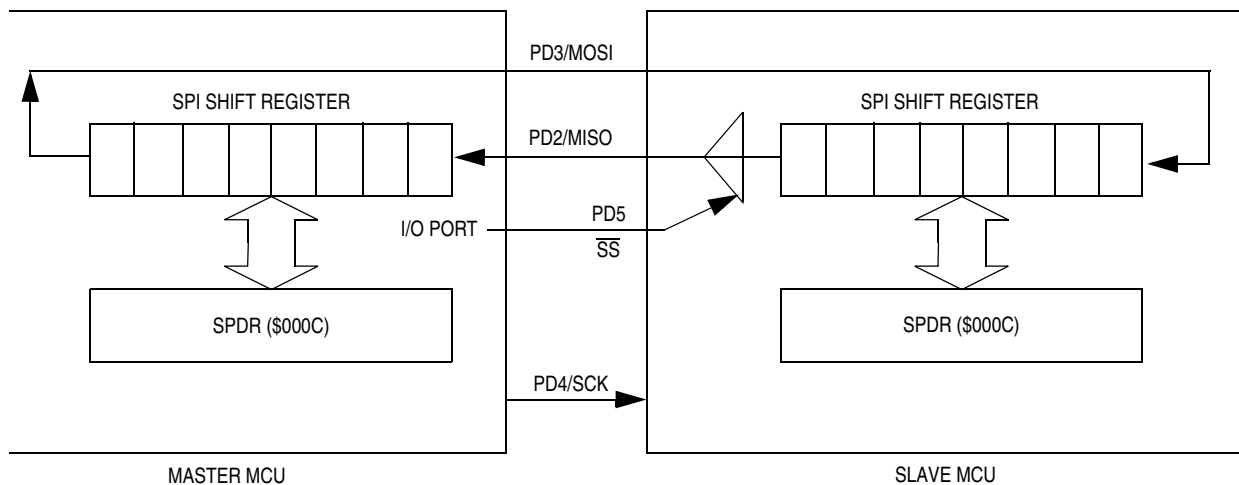 PD3/MOSI
SPI SHIFT REGISTER
SPI SHIFT REGISTER
PD2/MISO
I/O PORT
PD5
SS
SPDR ($000C)
SPDR ($000C)
PD4/SCK
MASTER MCU
SLAVE MCU